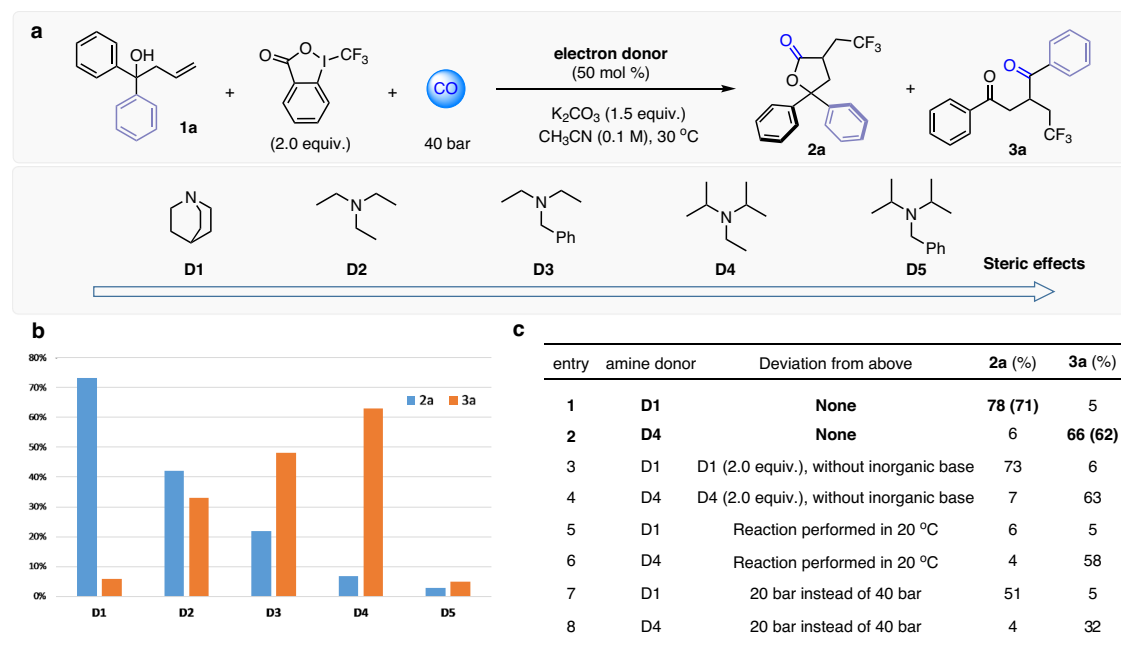 a
OH
1a
+
O
O
I
CF3
(2.0 equiv.)
+
CO
40 bar
electron donor
(50 mol %)
K2CO3 (1.5 equiv.)
CH3CN (0.1 M), 30 oC
O
O
CF3
2a
+
O
O
CF3
3a
N
D1
N
D2
N
Ph
D3
N
D4
N
Ph
D5
Steric effects
b
80%
70%
60%
50%
40%
30%
20%
10%
0%
2a 3a
D1 D2 D3 D4 D5
c
entry amine donor Deviation from above 2a (%) 3a (%)
1 D1 None 78 (71) 5
2 D4 None 6 66 (62)
3 D1 D1 (2.0 equiv.), without inorganic base 73 6
4 D4 D4 (2.0 equiv.), without inorganic base 7 63
5 D1 Reaction performed in 20 oC 6 5
6 D4 Reaction performed in 20 oC 4 58
7 D1 20 bar instead of 40 bar 51 5
8 D4 20 bar instead of 40 bar 4 32